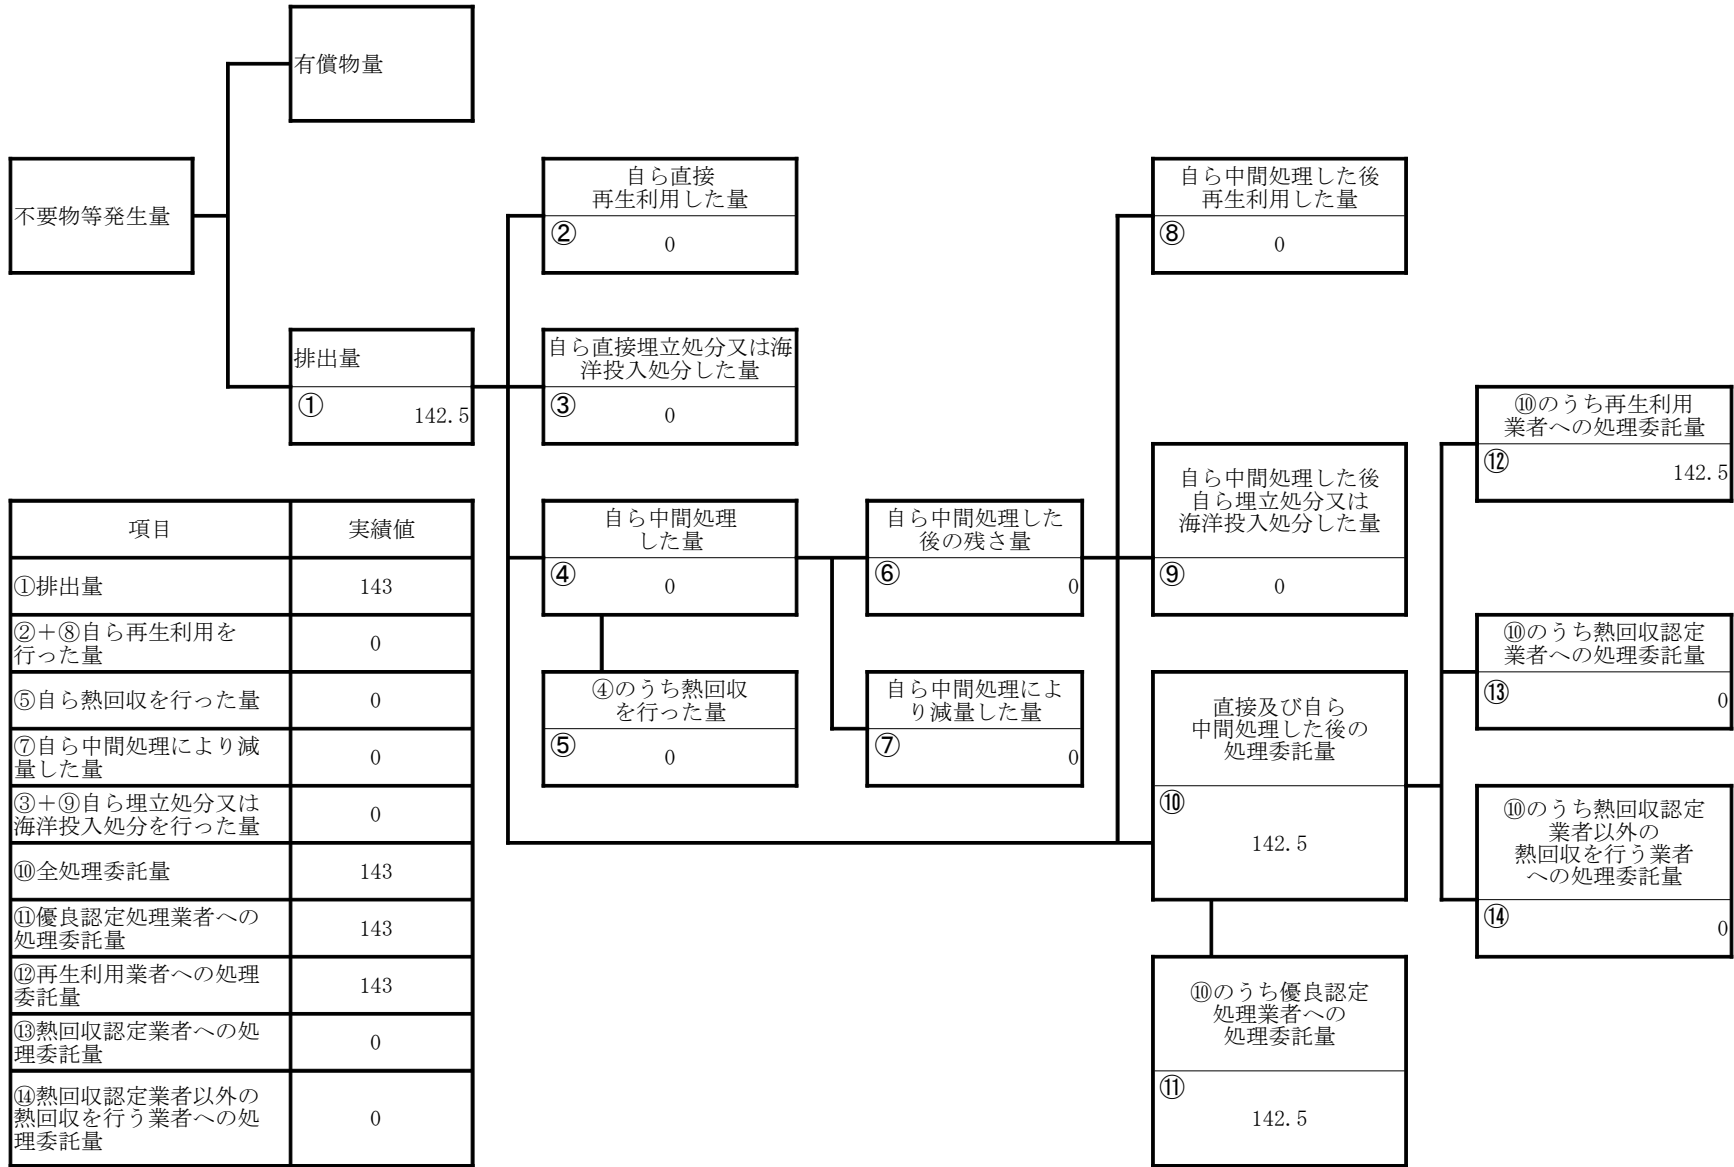 有償物量
不要物等発生量
排出量
①
142.5
自ら直接
再生利用した量
②
0
自ら直接埋立処分又は海
洋投入処分した量
③
0
自ら中間処理
した量
④
0
④のうち熱回収
を行った量
⑤
0
自ら中間処理した
後の残さ量
⑥
0
自ら中間処理によ
り減量した量
⑦
0
自ら中間処理した後
再生利用した量
⑧
0
自ら中間処理した後
自ら埋立処分又は
海洋投入処分した量
⑨
0
直接及び自ら
中間処理した後の
処理委託量
⑩
142.5
⑩のうち優良認定
処理業者への
処理委託量
⑪
142.5
⑩のうち再生利用
業者への処理委託量
⑫
142.5
⑩のうち熱回収認定
業者への処理委託量
⑬
0
⑩のうち熱回収認定
業者以外の
熱回収を行う業者
への処理委託量
⑭
0
項目 実績値
①排出量 143
②＋⑧自ら再生利用を
行った量 0
⑤自ら熱回収を行った量 0
⑦自ら中間処理により減
量した量 0
③＋⑨自ら埋立処分又は
海洋投入処分を行った量 0
⑩全処理委託量 143
⑪優良認定処理業者への
処理委託量 143
⑫再生利用業者への処理
委託量 143
⑬熱回収認定業者への処
理委託量 0
⑭熱回収認定業者以外の
熱回収を行う業者への処
理委託量 0